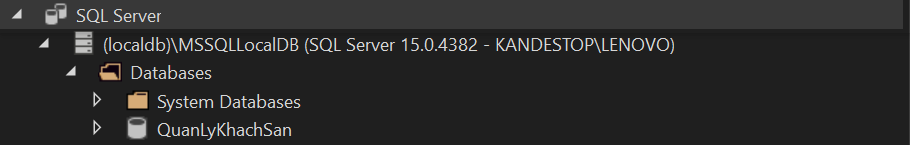 SQL Server
(localdb)\MSSQLLocalDB (SQL Server 15.0.4382 - KANDESTOP\LENOVO)
Databases
System Databases
QuanLyKhachSan